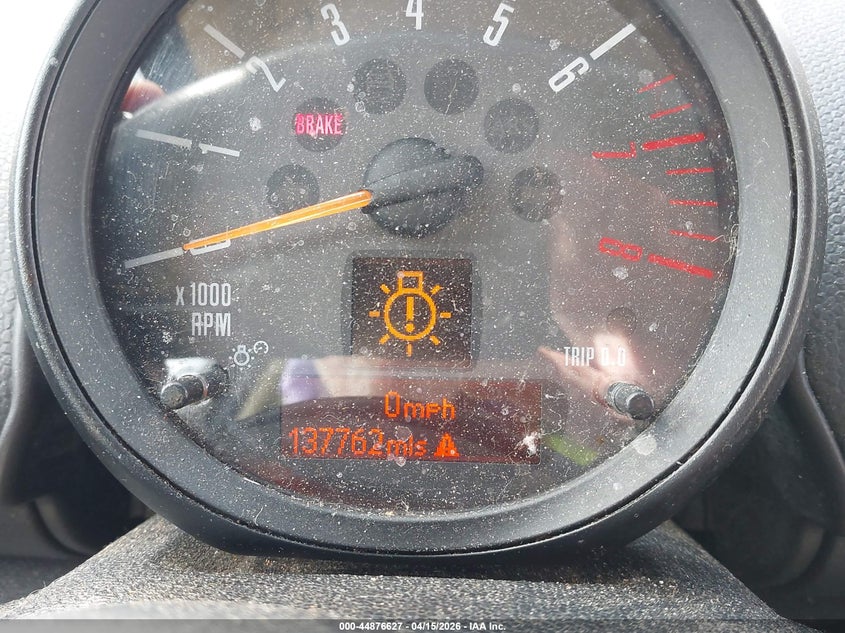 1 2 3 4 5 6 7 8
BRAKE
0
x1000
RPM
TRIP 0.0
0mph
137762mls
000-44876627 - 04/15/2026 - IAA Inc.